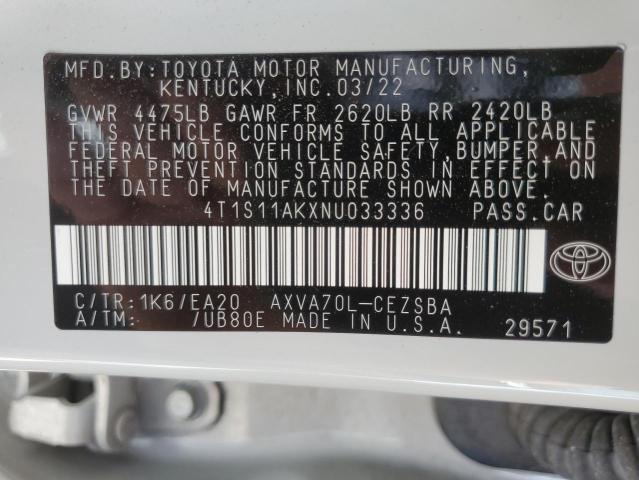 MFD.BY:TOYOTA MOTOR MANUFACTURING,
KENTUCKY,INC.03/22
GVWR 4475LB GAWR FR 2620LB RR 2420LB
THIS VEHICLE CONFORMS TO ALL APPLICABLE
FEDERAL MOTOR VEHICLE SAFETY,BUMPER,AND
THEFT PREVENTION STANDARDS IN EFFECT ON
THE DATE OF MANUFACTURE SHOWN ABOVE.
4T1S11AKXNU033336 PASS.CAR
C/TR:1K6/EA20 AXVA70L-CEZSBA
A/TM: /UB80E MADE IN U.S.A. 29571